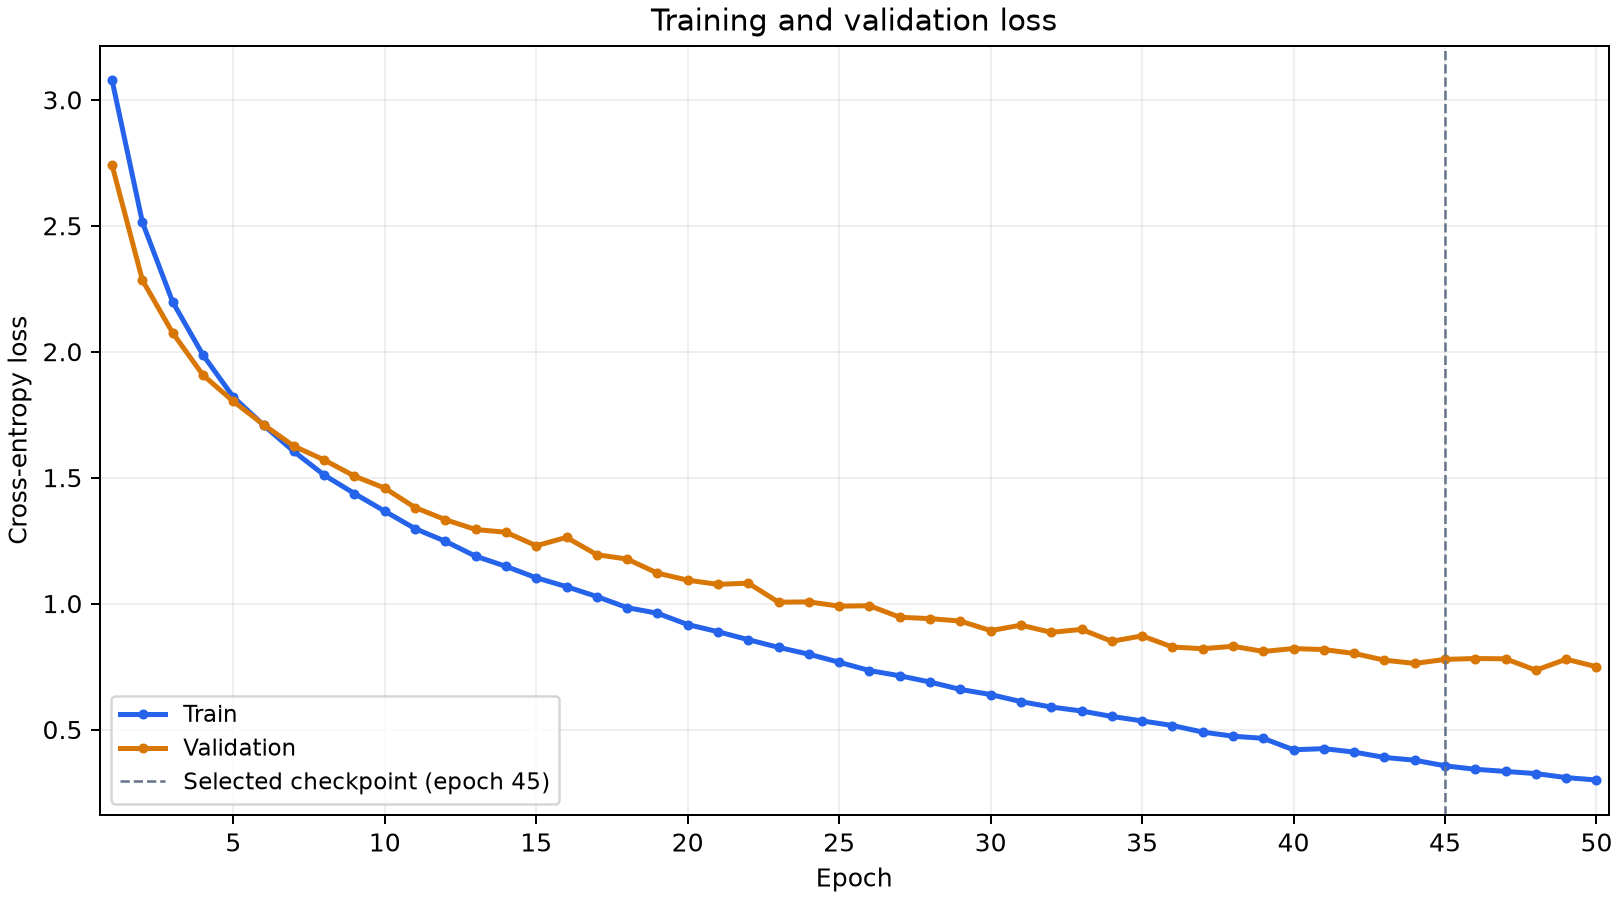 Training and validation loss
Cross-entropy loss
3.0
2.5
2.0
1.5
1.0
0.5
Train
Validation
Selected checkpoint (epoch 45)
5 10 15 20 25 30 35 40 45 50
Epoch